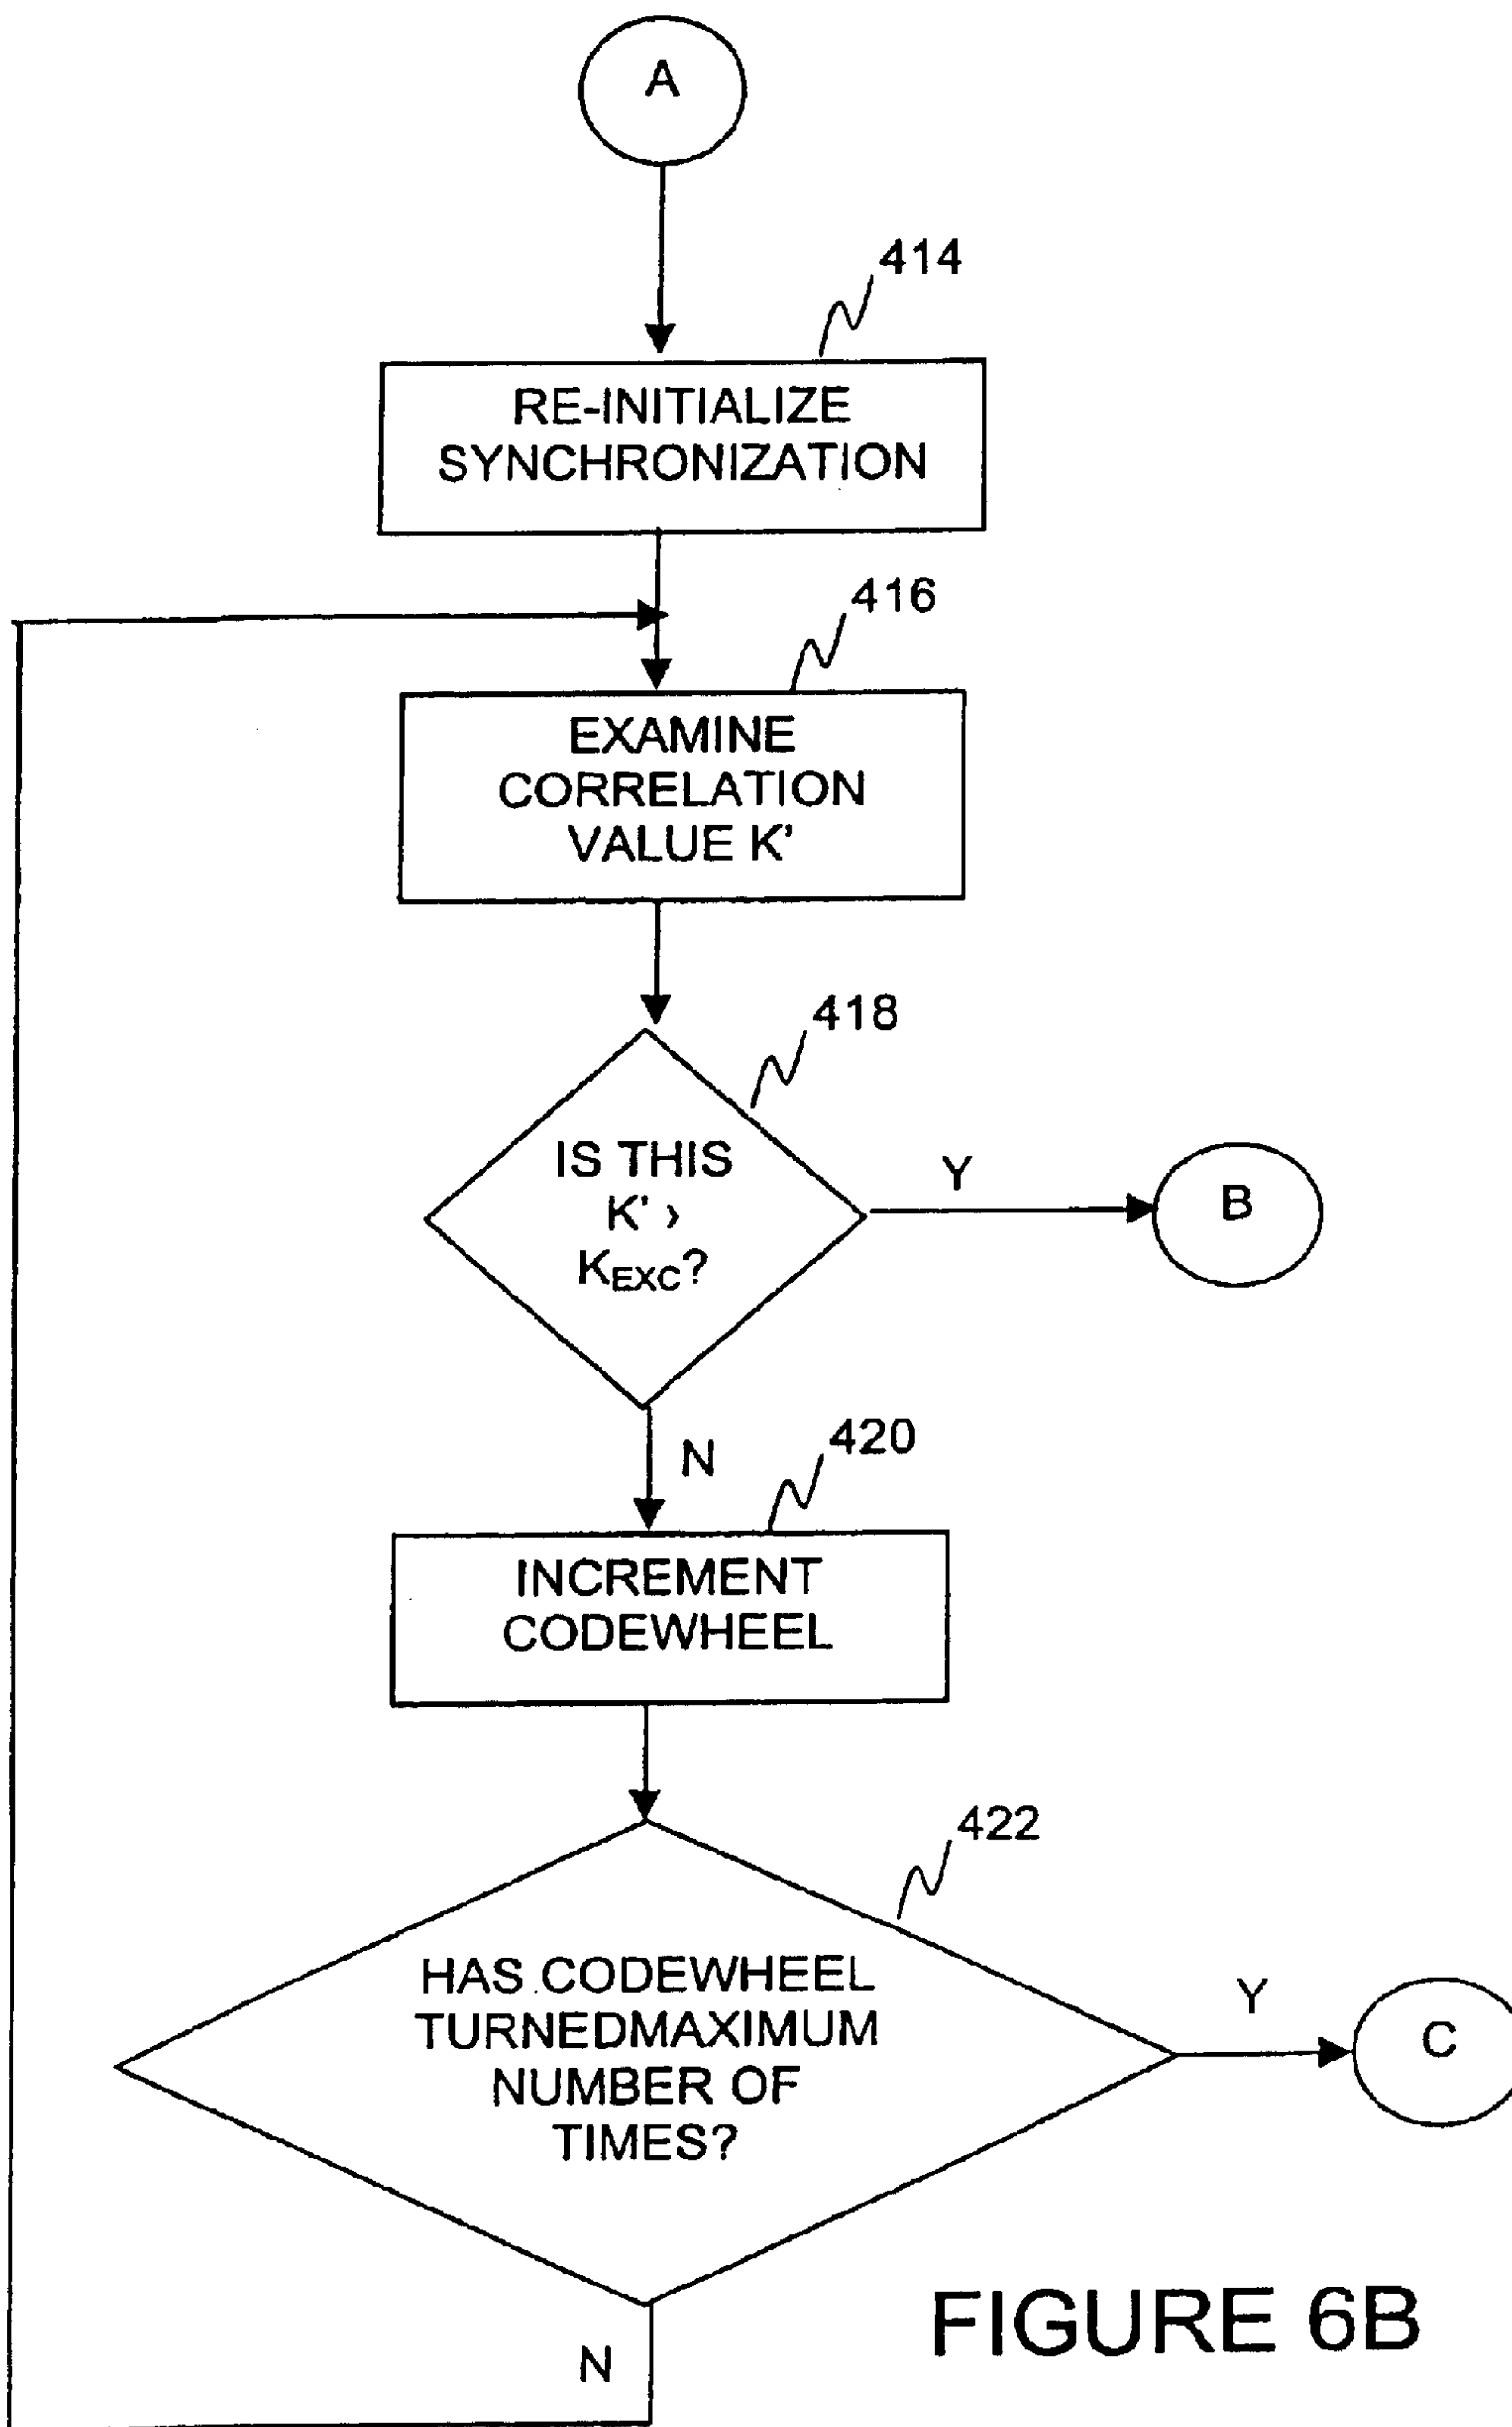 A
414
RE-INITIALIZE
SYNCHRONIZATION
416
EXAMINE
CORRELATION
VALUE K'
418
IS THIS
K' >
KEXC?
Y
B
N
420
INCREMENT
CODEWHEEL
422
HAS CODEWHEEL
TURNEDMAXIMUM
NUMBER OF
TIMES?
Y
C
N
FIGURE 6B